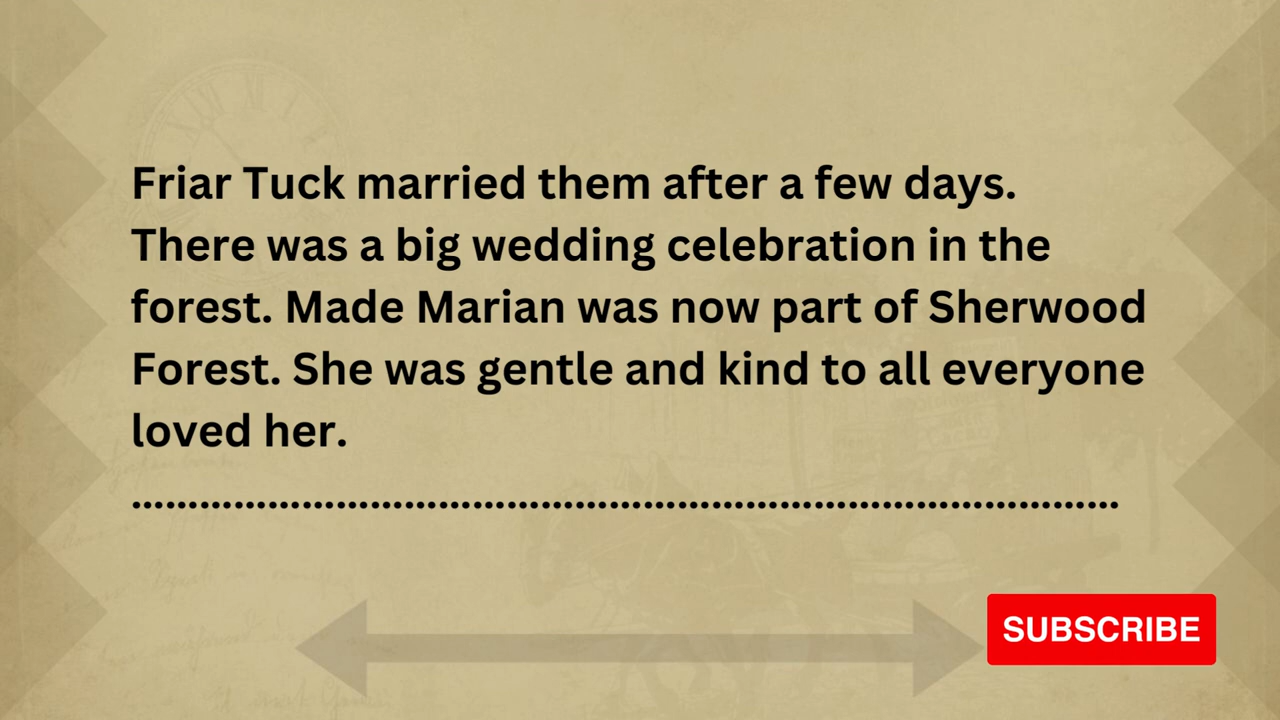 Friar Tuck married them after a few days.
There was a big wedding celebration in the
forest. Made Marian was now part of Sherwood
Forest. She was gentle and kind to all everyone
loved her.
................................................................................
SUBSCRIBE